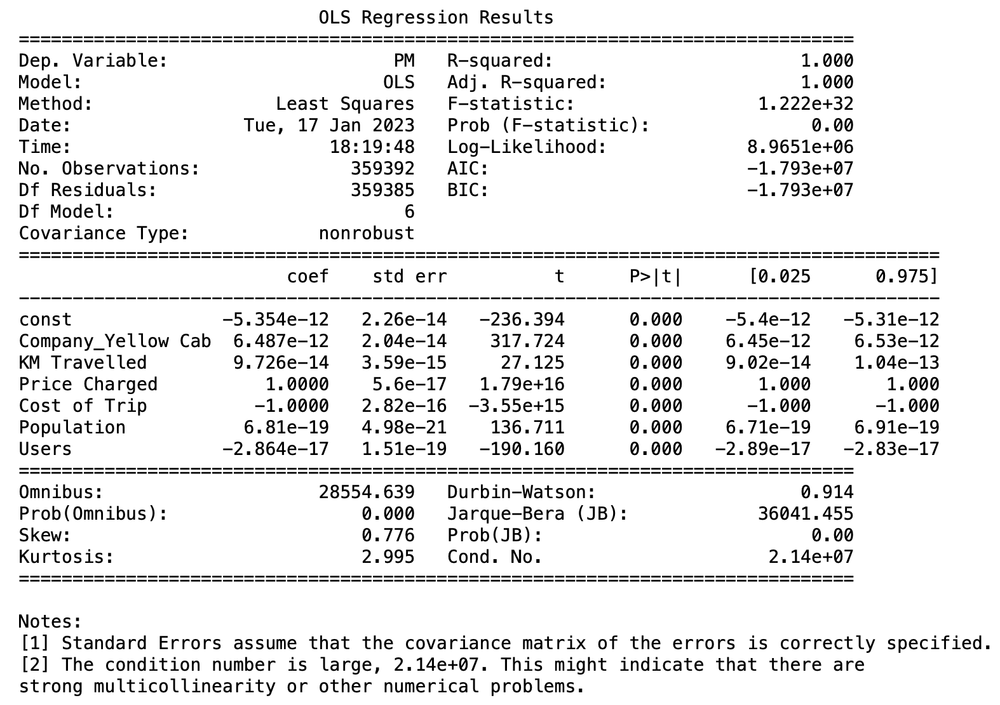 OLS Regression Results
==============================================================================
Dep. Variable: PM R-squared: 1.000
Model: OLS Adj. R-squared: 1.000
Method: Least Squares F-statistic: 1.222e+32
Date: Tue, 17 Jan 2023 Prob (F-statistic): 0.00
Time: 18:19:48 Log-Likelihood: 8.9651e+06
No. Observations: 359392 AIC: -1.793e+07
Df Residuals: 359385 BIC: -1.793e+07
Df Model: 6
Covariance Type: nonrobust
======================================================================================
coef std err t P>|t| [0.025 0.975]
--------------------------------------------------------------------------------------
const -5.354e-12 2.26e-14 -236.394 0.000 -5.4e-12 -5.31e-12
Company_Yellow Cab 6.487e-12 2.04e-14 317.724 0.000 6.45e-12 6.53e-12
KM Travelled 9.726e-14 3.59e-15 27.125 0.000 9.02e-14 1.04e-13
Price Charged 1.0000 5.6e-17 1.79e+16 0.000 1.000 1.000
Cost of Trip -1.0000 2.82e-16 -3.55e+15 0.000 -1.000 -1.000
Population 6.81e-19 4.98e-21 136.711 0.000 6.71e-19 6.91e-19
Users -2.864e-17 1.51e-19 -190.160 0.000 -2.89e-17 -2.83e-17
==============================================================================
Omnibus: 28554.639 Durbin-Watson: 0.914
Prob(Omnibus): 0.000 Jarque-Bera (JB): 36041.455
Skew: 0.776 Prob(JB): 0.00
Kurtosis: 2.995 Cond. No. 2.14e+07
==============================================================================
Notes:
[1] Standard Errors assume that the covariance matrix of the errors is correctly specified.
[2] The condition number is large, 2.14e+07. This might indicate that there are
strong multicollinearity or other numerical problems.